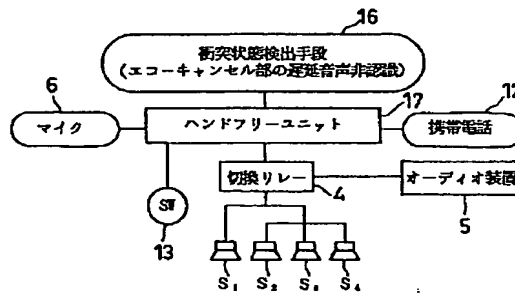 16
衝突状態検出手段
(エコーキャンセル部の遅延音声非認識)
6
17
12
マイク
ハンドフリーユニット
携帯電話
切換リレー
4
オーディオ装置
5
SW
13
S₁ S₂ S₃ S₄